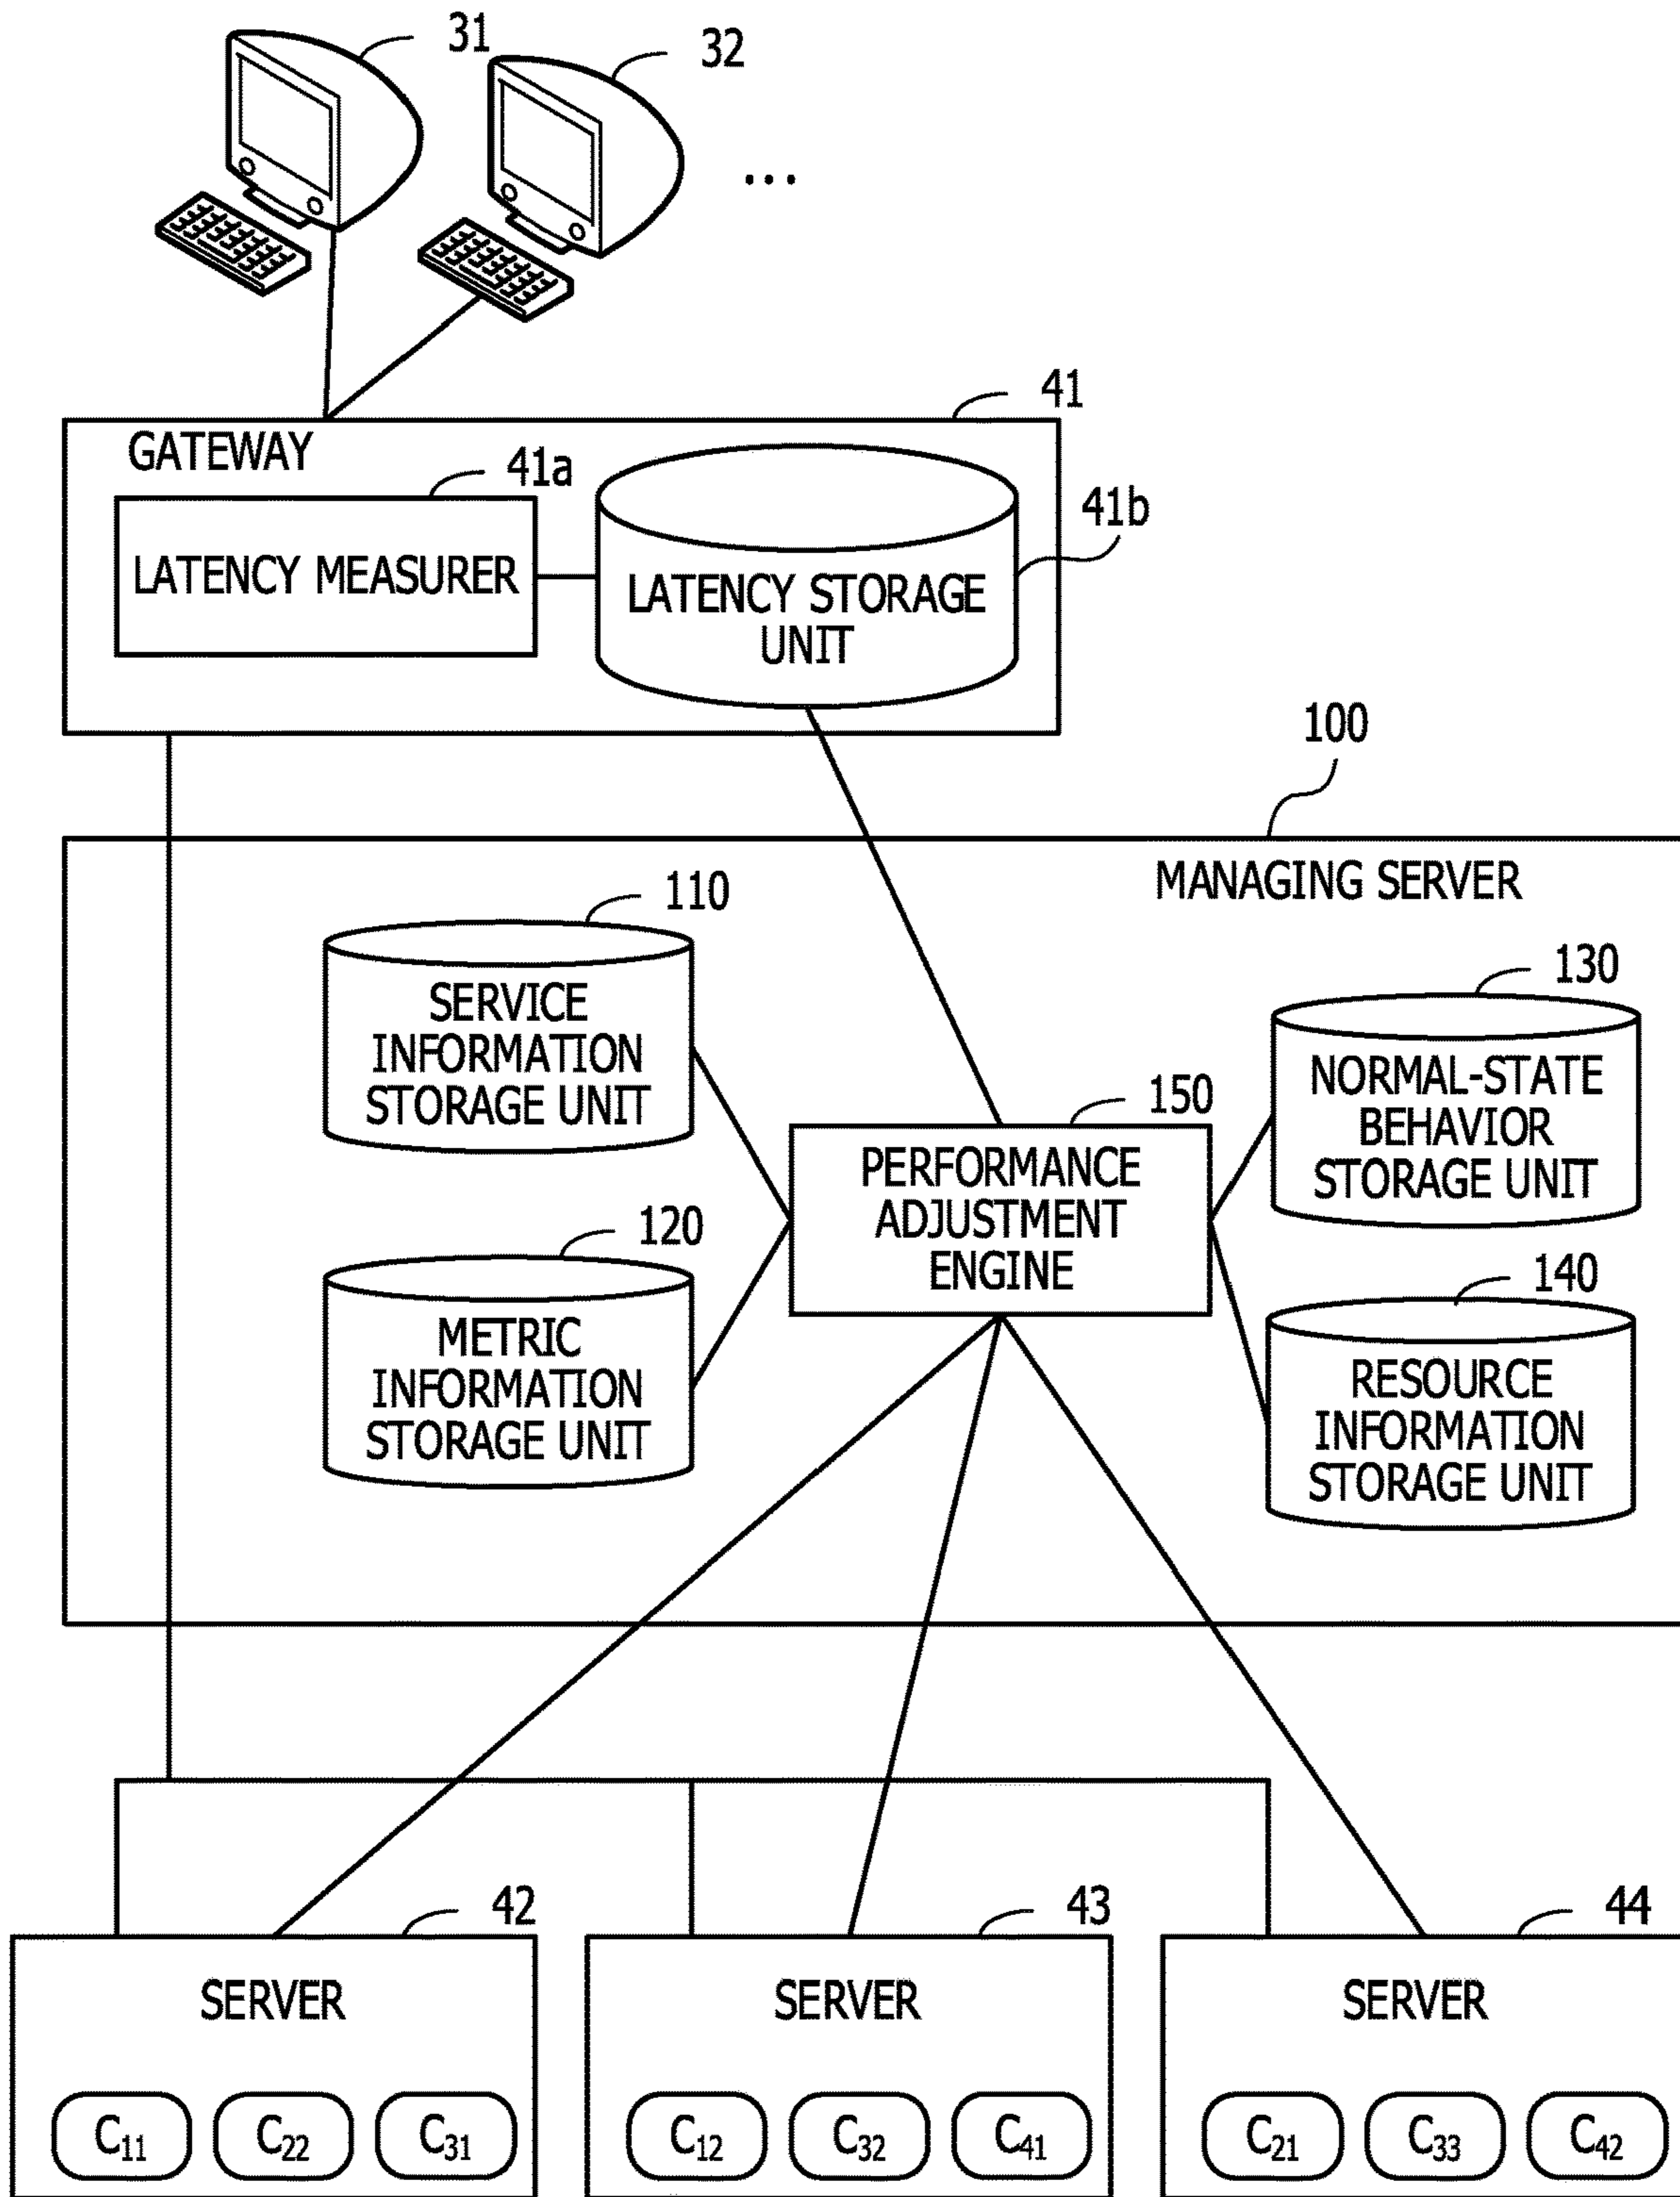 31
32
...
41
GATEWAY
41a
41b
LATENCY MEASURER
LATENCY STORAGE
UNIT
100
MANAGING SERVER
110
SERVICE
INFORMATION
STORAGE UNIT
130
NORMAL-STATE
BEHAVIOR
STORAGE UNIT
150
PERFORMANCE
ADJUSTMENT
ENGINE
120
METRIC
INFORMATION
STORAGE UNIT
140
RESOURCE
INFORMATION
STORAGE UNIT
42
SERVER
C11 C22 C31
43
SERVER
C12 C32 C41
44
SERVER
C21 C33 C42